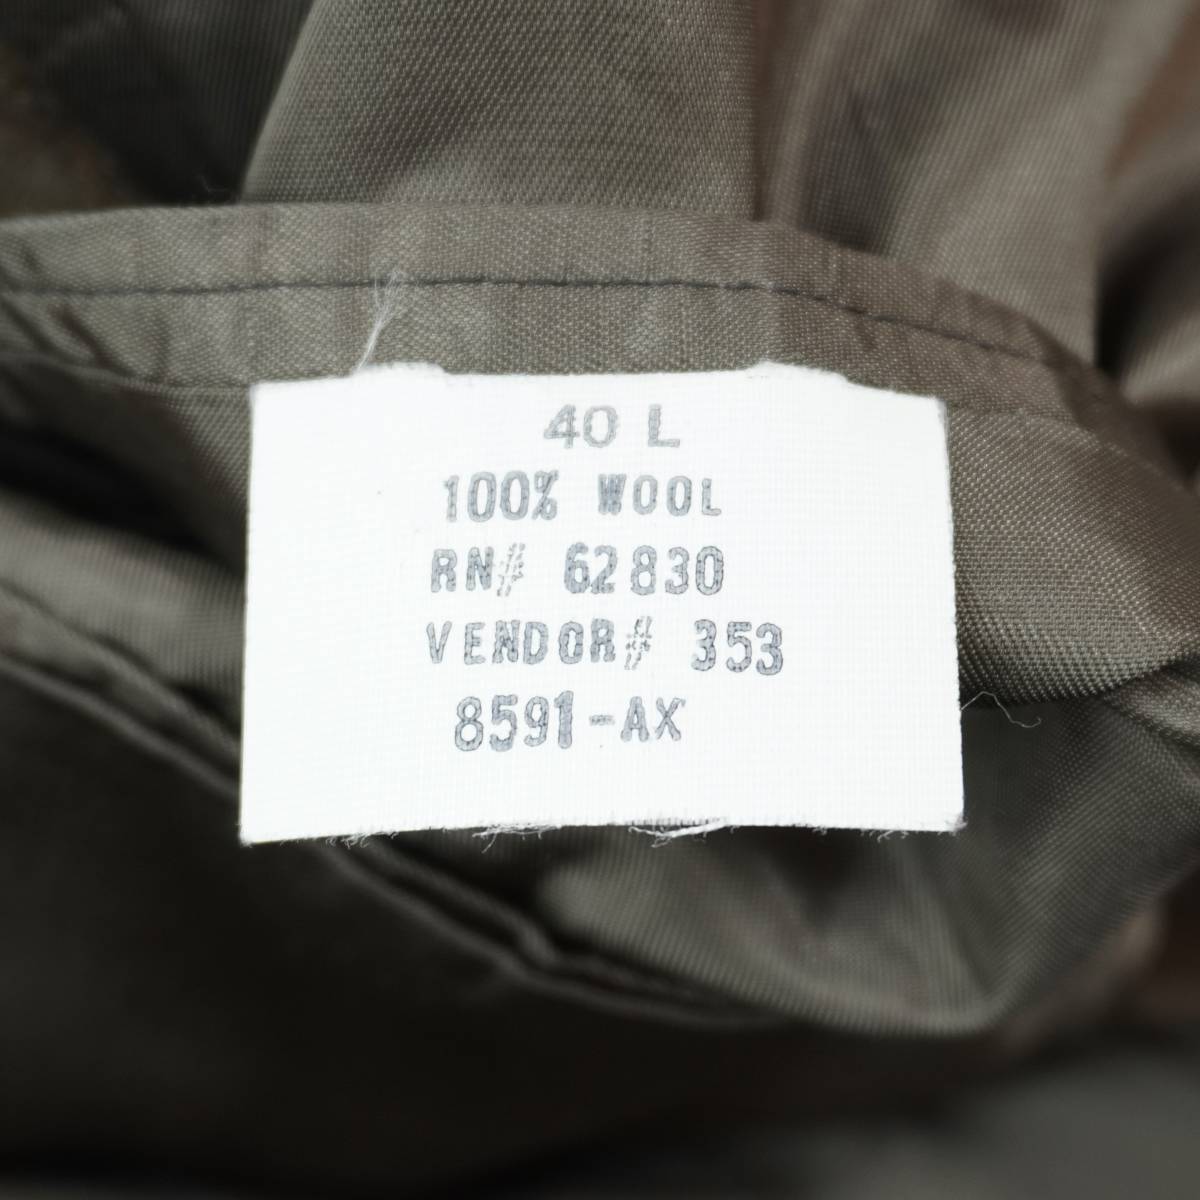 40 L
100% WOOL
RN# 62830
VENDOR# 353
8591-AX